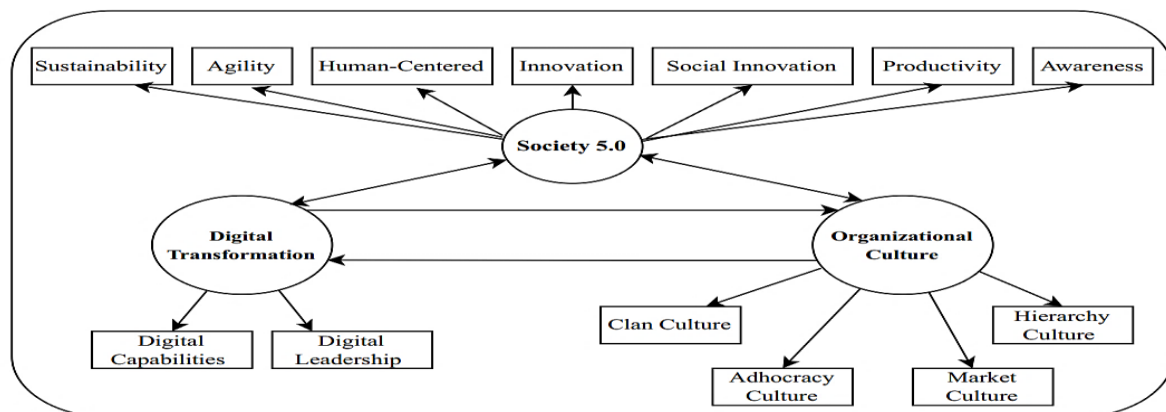 Sustainability
Agility
Human-Centered
Innovation
Social Innovation
Productivity
Awareness
Society 5.0
Digital
Transformation
Organizational
Culture
Clan Culture
Hierarchy
Culture
Digital
Capabilities
Digital
Leadership
Adhocracy
Culture
Market
Culture